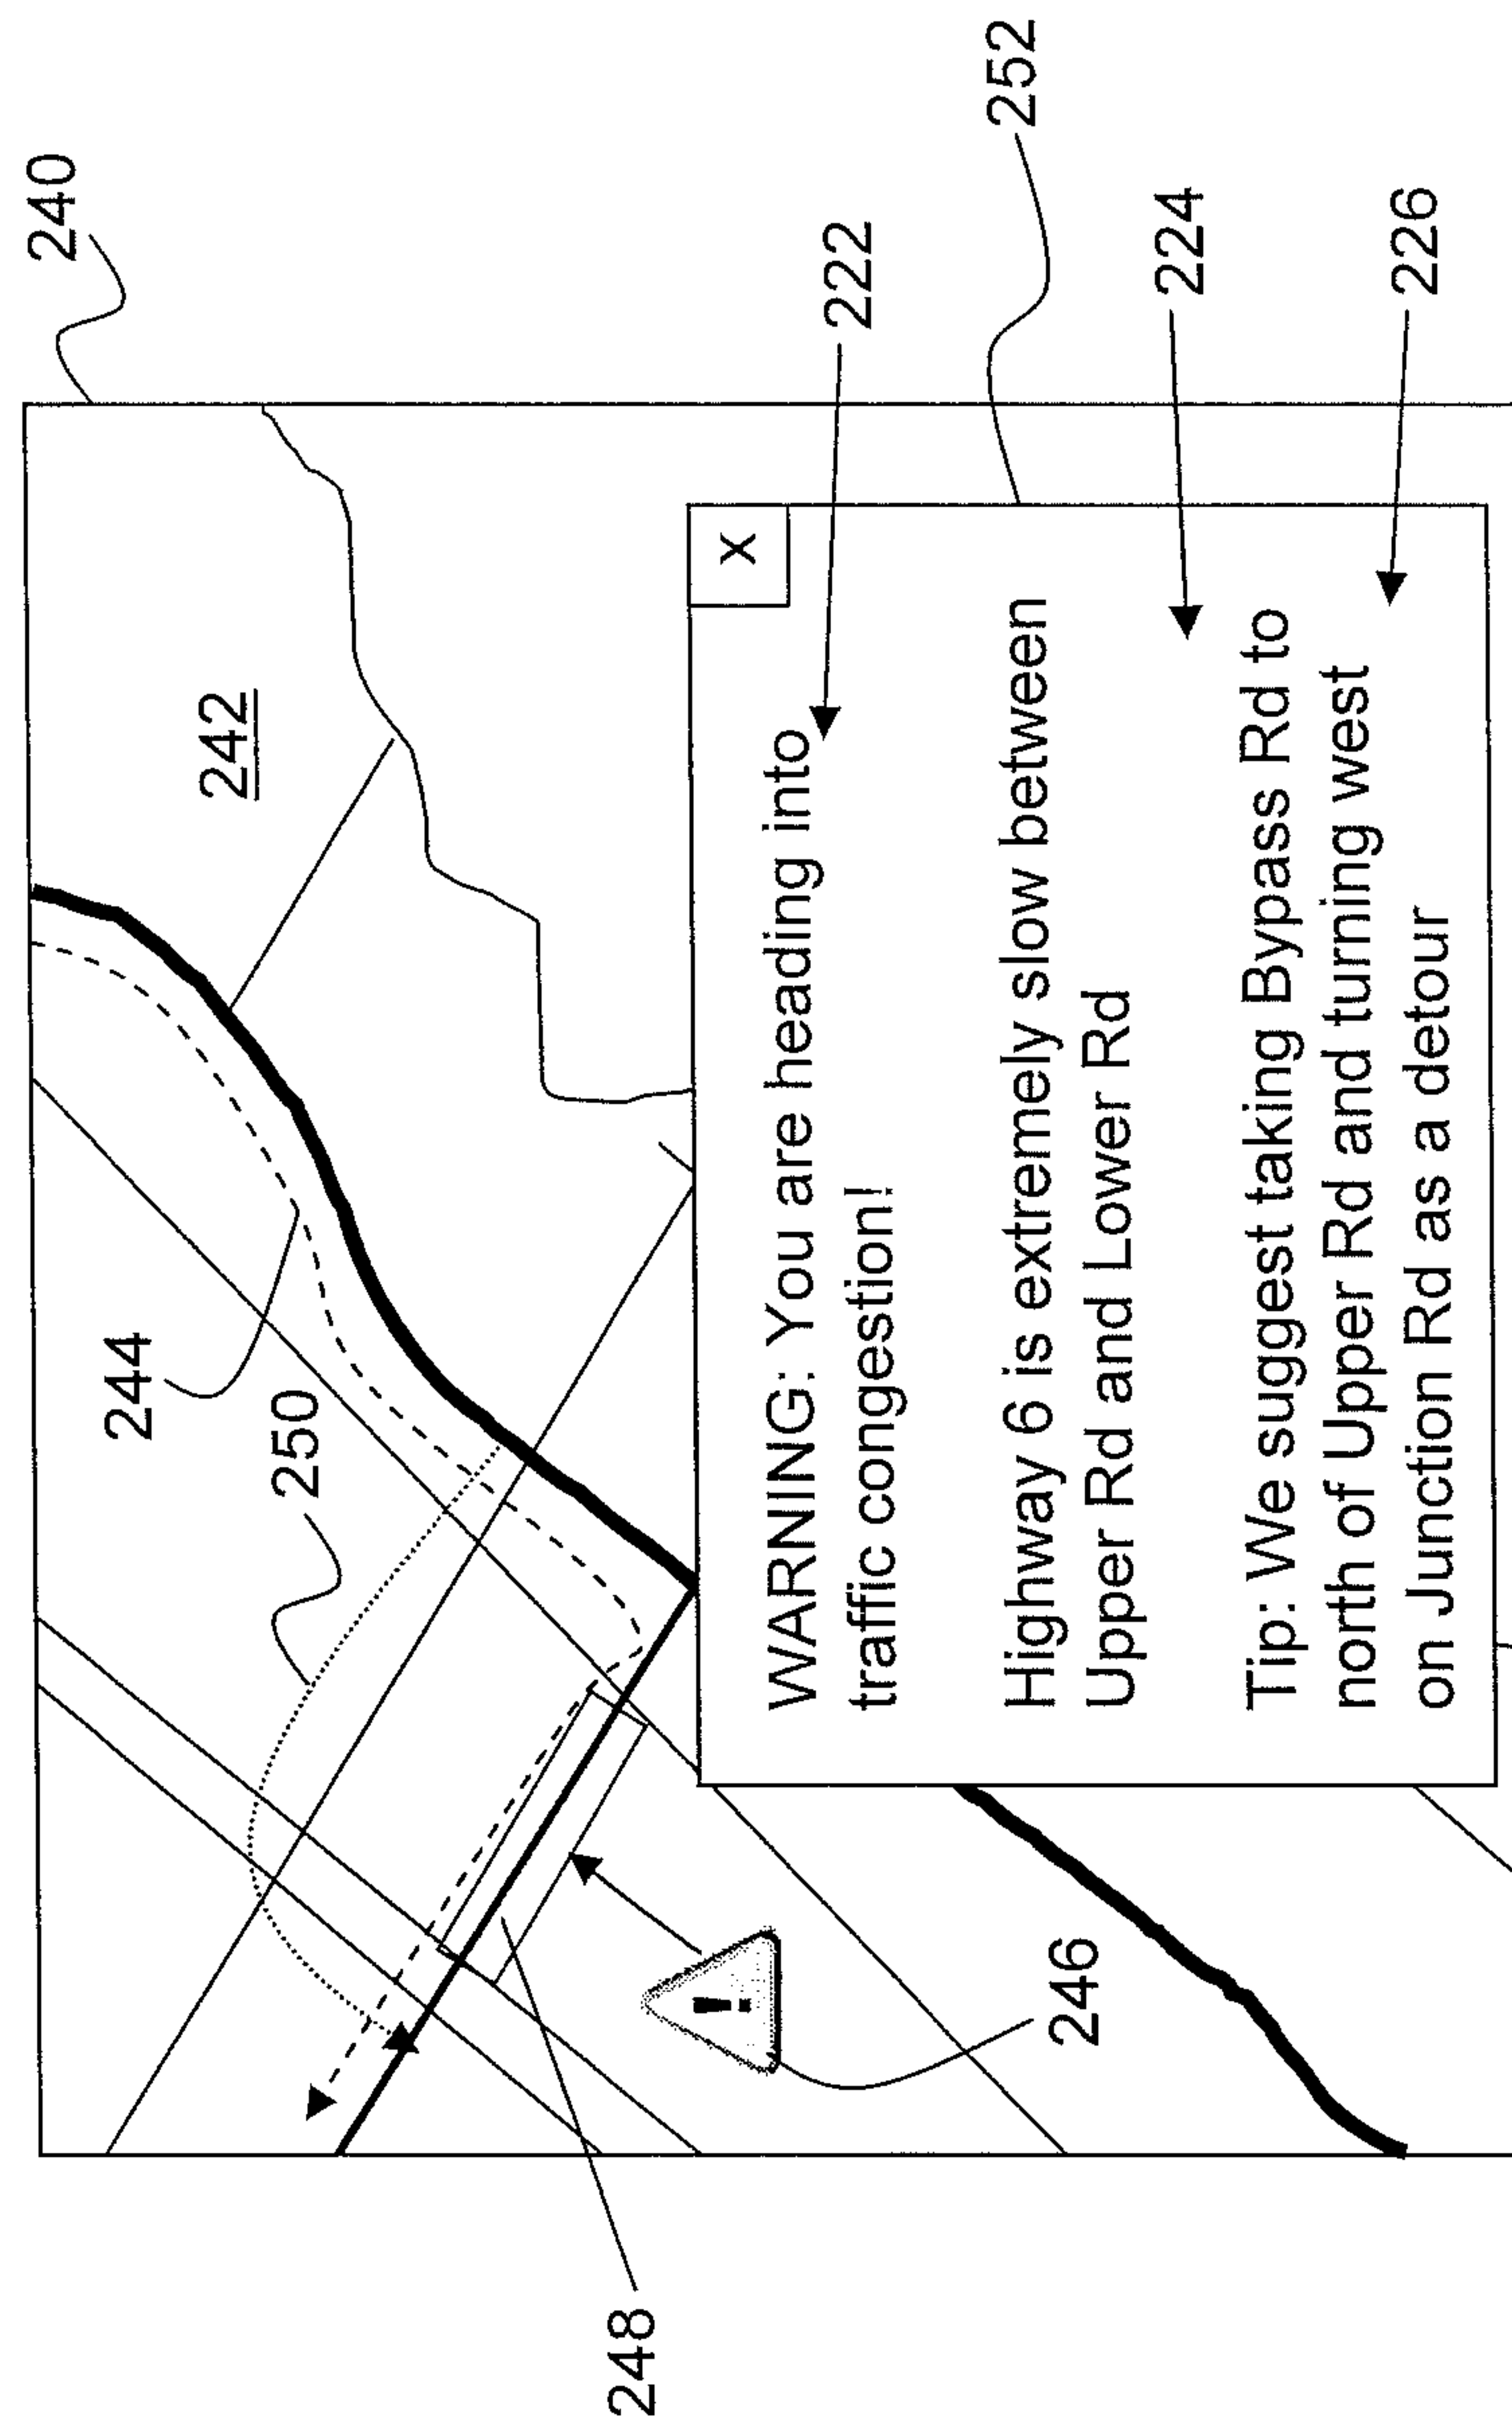 240
242
244
250
X
252
WARNING: You are heading into
traffic congestion!
222
Highway 6 is extremely slow between
Upper Rd and Lower Rd
224
Tip: We suggest taking Bypass Rd to
north of Upper Rd and turning west
on Junction Rd as a detour
226
248
!
246